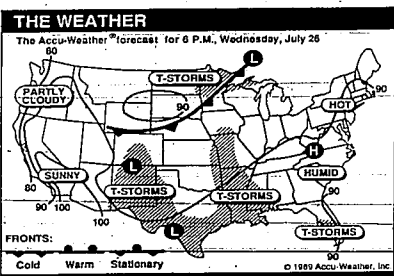 THE WEATHER
The Accu-Weather® forecast for 6 P.M., Wednesday, July 26
60
L
T-STORMS
PARTLY
CLOUDY
90
HOT
90
H
SUNNY
L
HUMID
80
T-STORMS
T-STORMS
90
90
100
100
L
T-STORMS
FRONTS:
90
Cold Warm Stationary
© 1989 Accu-Weather, Inc